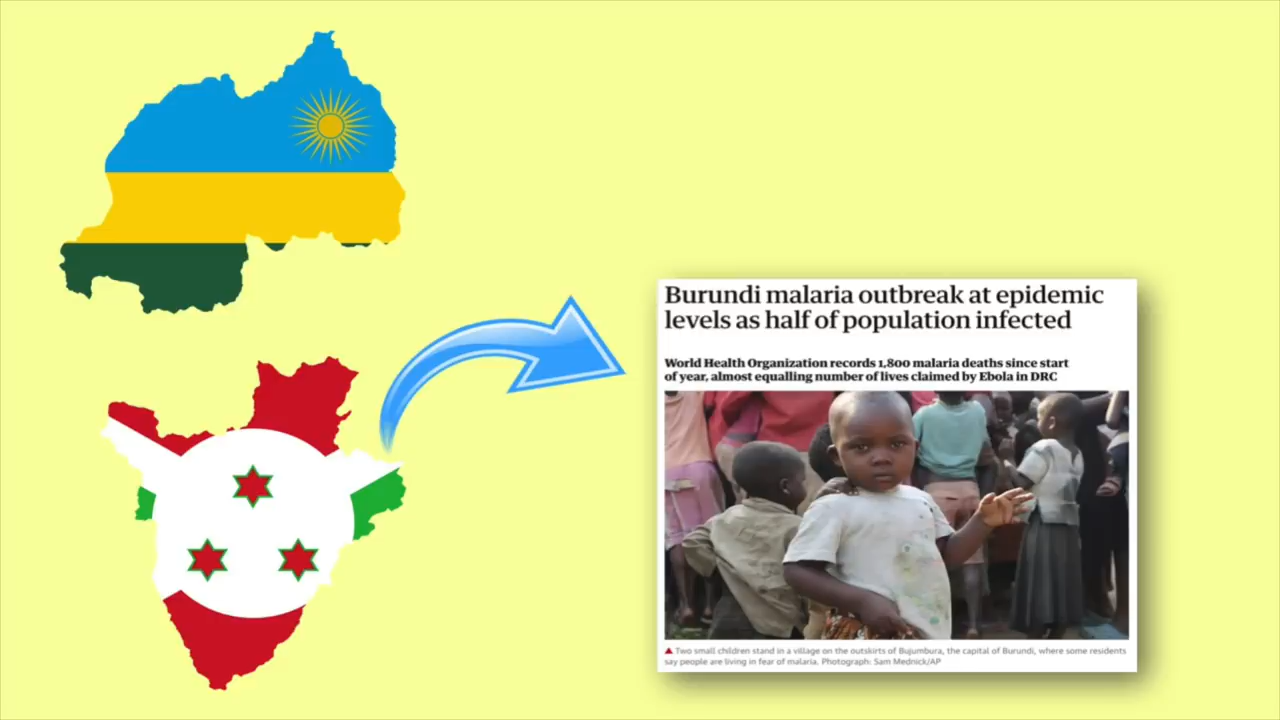 Burundi malaria outbreak at epidemic
levels as half of population infected
World Health Organization records 1,800 malaria deaths since start
of year, almost equalling number of lives claimed by Ebola in DRC
Two small children stand in a village on the outskirts of Bujumbura, the capital of Burundi, where some residents
say people are living in fear of malaria. Photograph: Sam Mednick/AP